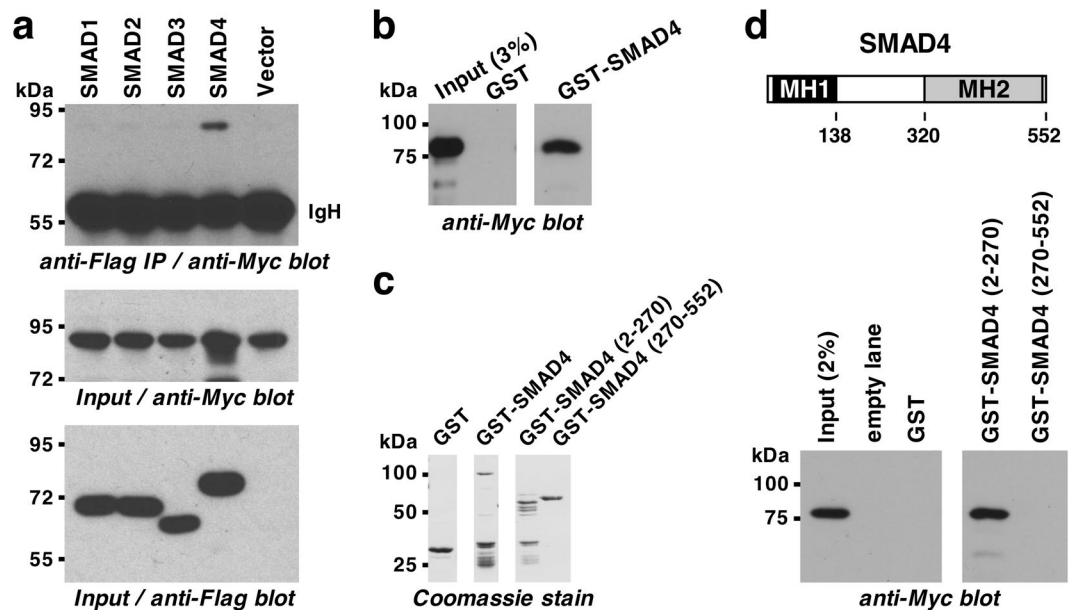 a
SMAD1
SMAD2
SMAD3
SMAD4
Vector
kDa
95
72
55
IgH
anti-Flag IP / anti-Myc blot
95
72
Input / anti-Myc blot
95
72
55
Input / anti-Flag blot
b
Input (3%)
GST
GST-SMAD4
kDa
100
75
anti-Myc blot
c
GST
GST-SMAD4
GST-SMAD4 (2-270)
GST-SMAD4 (270-552)
kDa
100
50
25
Coomassie stain
d
SMAD4
MH1
MH2
138
320
552
Input (2%)
empty lane
GST
GST-SMAD4 (2-270)
GST-SMAD4 (270-552)
kDa
100
75
anti-Myc blot